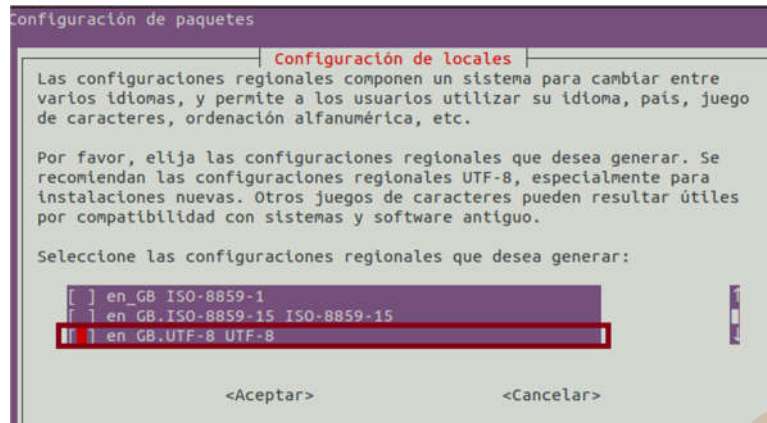 Configuración de paquetes
Configuración de locales
Las configuraciones regionales componen un sistema para cambiar entre
varios idiomas, y permite a los usuarios utilizar su idioma, país, juego
de caracteres, ordenación alfanumérica, etc.
Por favor, elija las configuraciones regionales que desea generar. Se
recomiendan las configuraciones regionales UTF-8, especialmente para
instalaciones nuevas. Otros juegos de caracteres pueden resultar útiles
por compatibilidad con sistemas y software antiguo.
Seleccione las configuraciones regionales que desea generar:
[ ] en_GB ISO-8859-1
[ ] en GB.ISO-8859-15 ISO-8859-15
[ ] en GB.UTF-8 UTF-8
<Aceptar> <Cancelar>